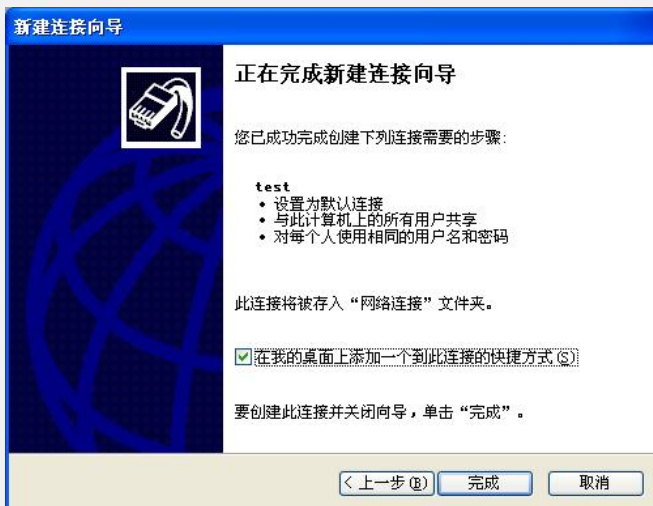 新建连接向导
正在完成新建连接向导
您已成功完成创建下列连接需要的步骤:
test
• 设置为默认连接
• 与此计算机上的所有用户共享
• 对每个人使用相同的用户名和密码
此连接将被存入“网络连接”文件夹。
在我的桌面上添加一个到此连接的快捷方式(S)
要创建此连接并关闭向导,单击“完成”。
<上一步(B) 完成 取消